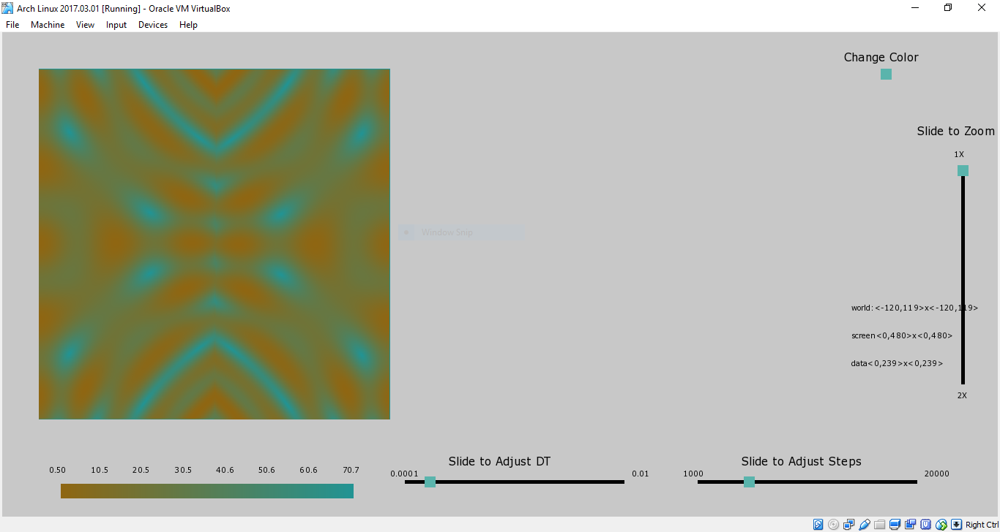 Arch Linux 2017.03.01 [Running] - Oracle VM VirtualBox
File Machine View Input Devices Help
Change Color
Slide to Zoom
1X
Window Snip
world: <-120,119>x<-120,119>
screen<0,480>x<0,480>
data<0,239>x<0,239>
2X
0.50 10.5 20.5 30.5 40.6 50.6 60.6 70.7
Slide to Adjust DT
0.0001 0.01
Slide to Adjust Steps
1000 20000
Right Ctrl